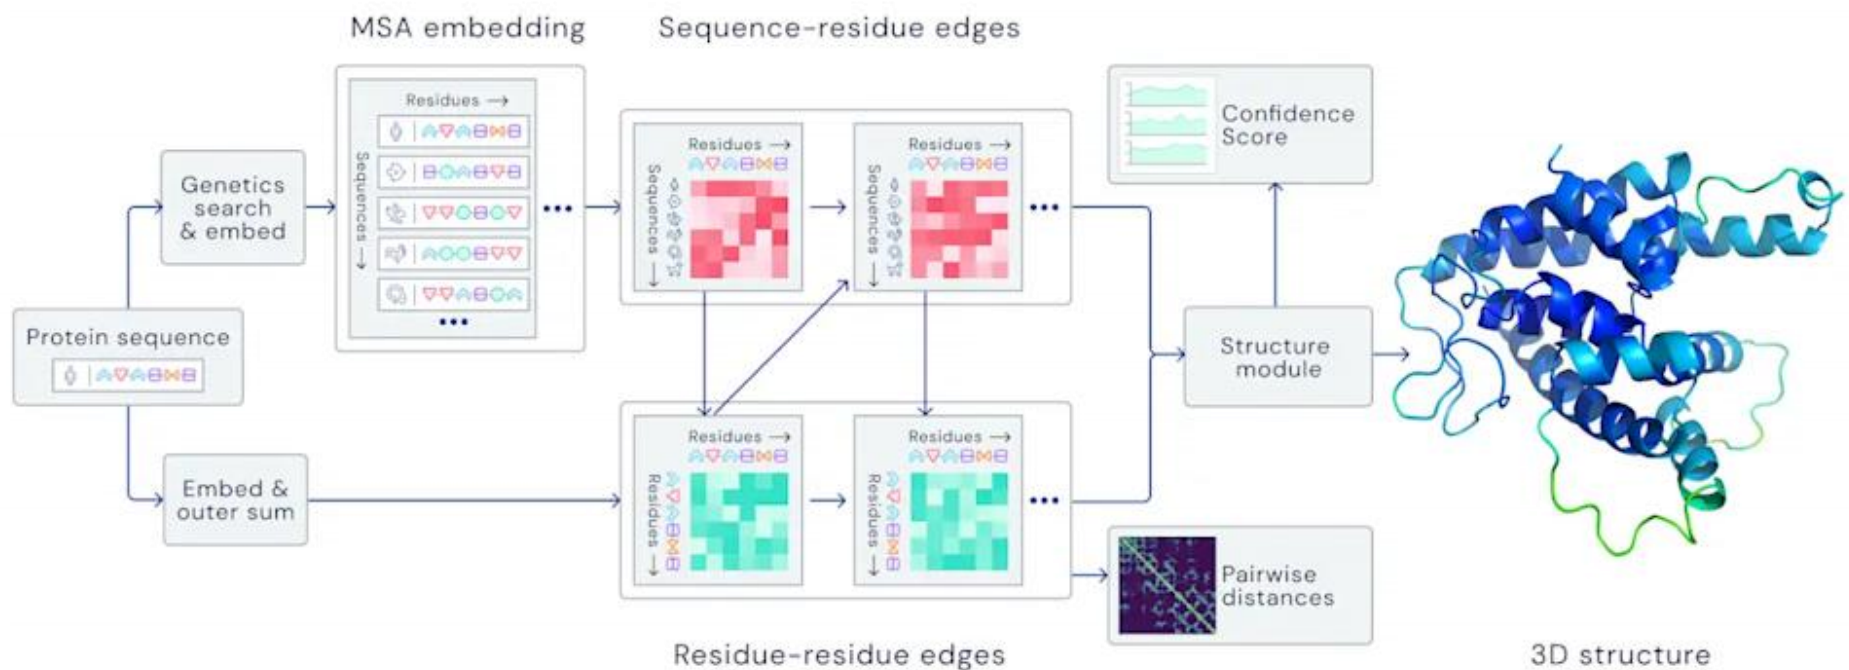 MSA embedding
Sequence-residue edges
Residues →
Sequences →
•••
•••
Genetics
search
& embed
Protein sequence
Embed &
outer sum
Residues →
Sequences →
Residues →
Sequences →
•••
Residues →
Residues →
Residues →
Residues →
•••
Residue-residue edges
Confidence
Score
Structure
module
Pairwise
distances
3D structure